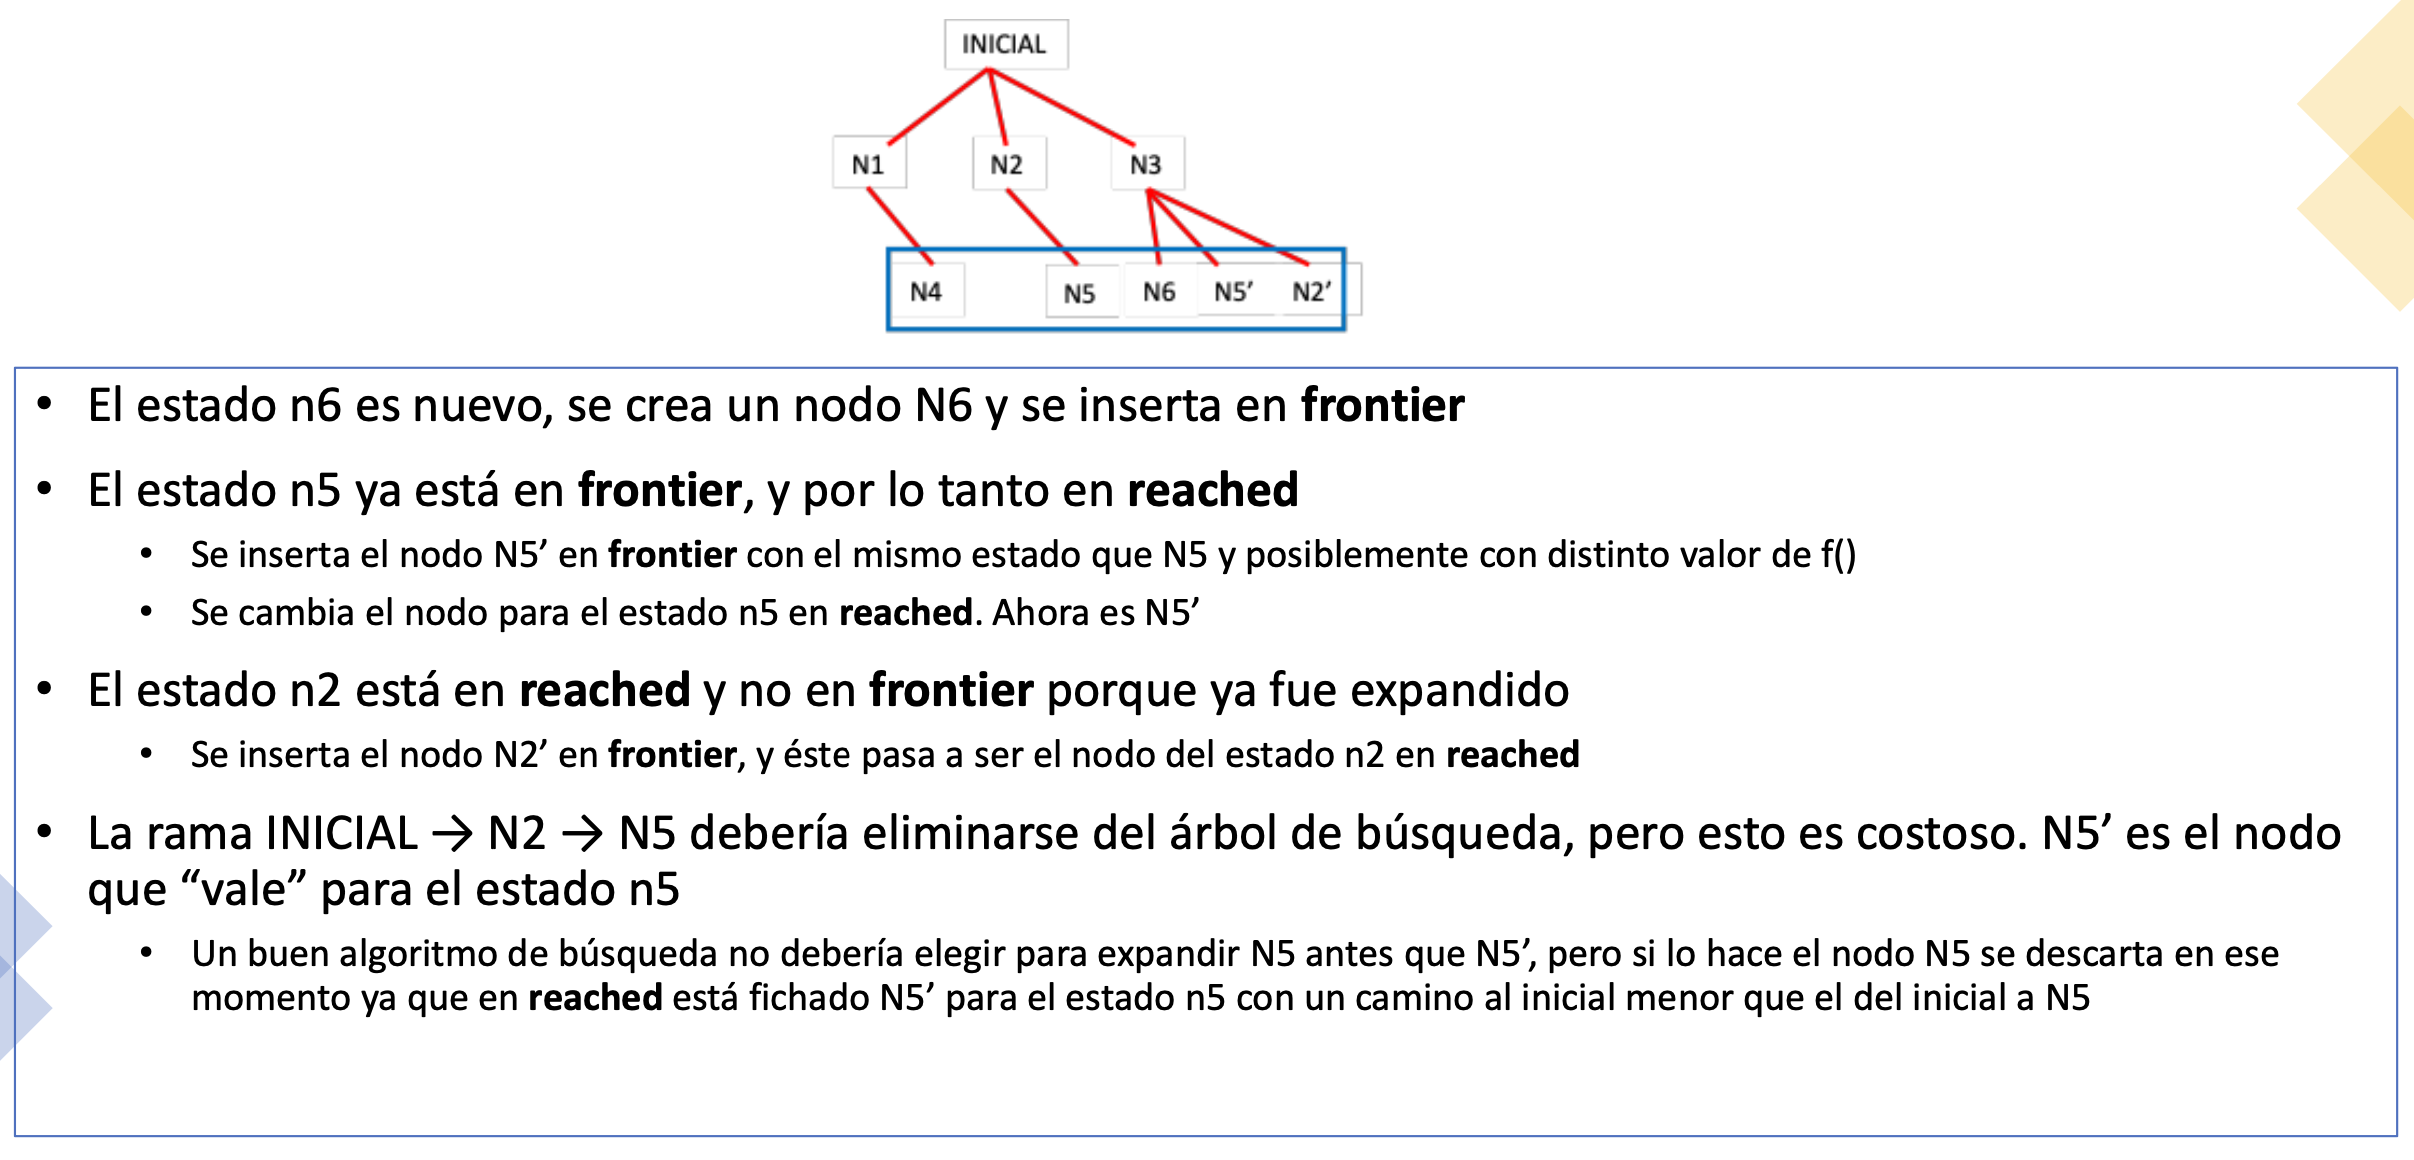 INICIAL
N1 N2 N3
N4 N5 N6 N5’ N2’
• El estado n6 es nuevo, se crea un nodo N6 y se inserta en frontier
• El estado n5 ya está en frontier, y por lo tanto en reached
• Se inserta el nodo N5’ en frontier con el mismo estado que N5 y posiblemente con distinto valor de f()
• Se cambia el nodo para el estado n5 en reached. Ahora es N5’
• El estado n2 está en reached y no en frontier porque ya fue expandido
• Se inserta el nodo N2’ en frontier, y éste pasa a ser el nodo del estado n2 en reached
• La rama INICIAL → N2 → N5 debería eliminarse del árbol de búsqueda, pero esto es costoso. N5’ es el nodo
que “vale” para el estado n5
• Un buen algoritmo de búsqueda no debería elegir para expandir N5 antes que N5’, pero si lo hace el nodo N5 se descarta en ese
momento ya que en reached está fichado N5’ para el estado n5 con un camino al inicial menor que el del inicial a N5